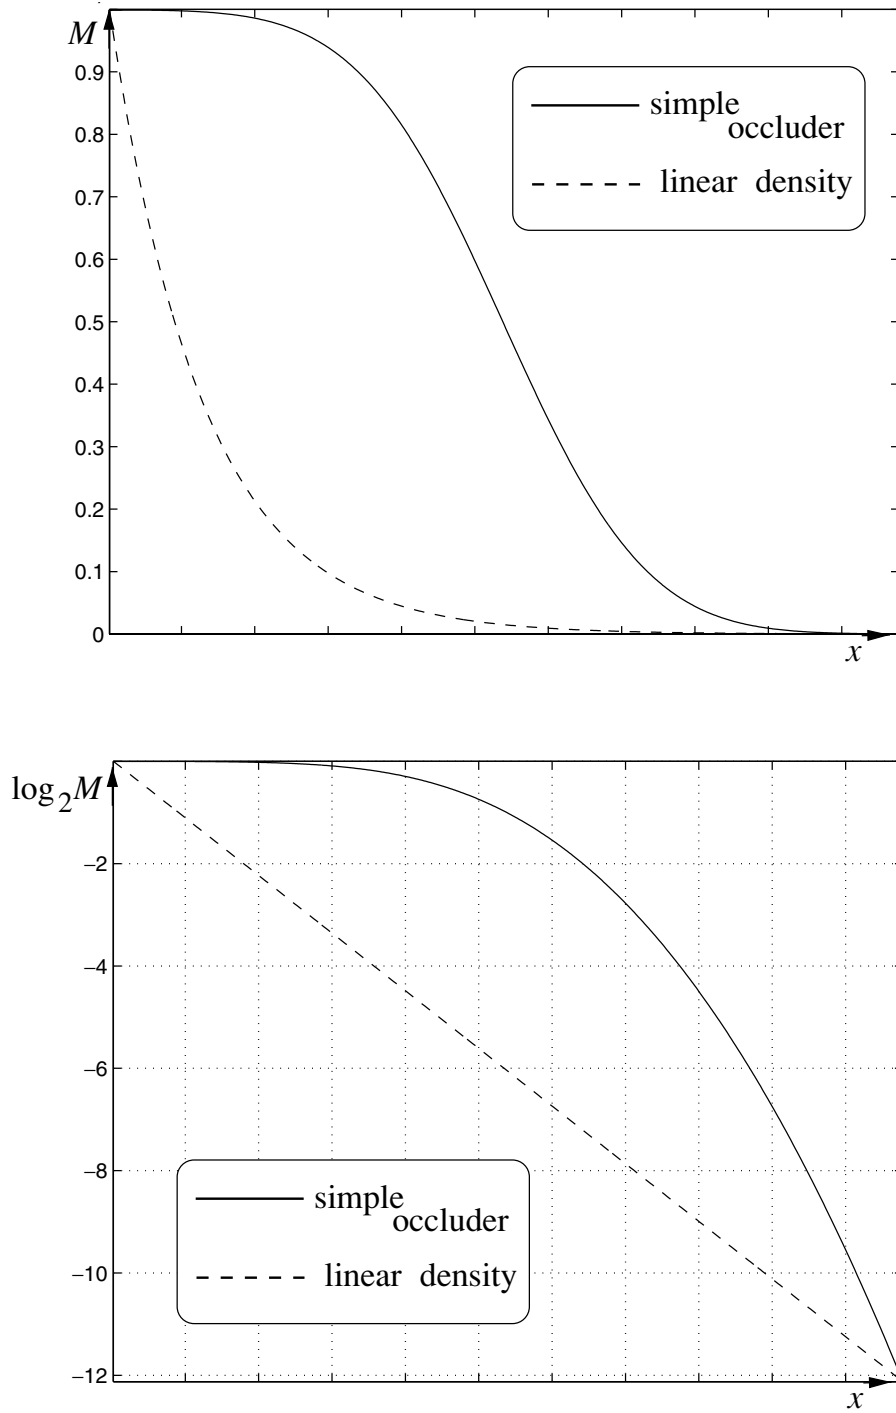 M
0.9
0.8
0.7
0.6
0.5
0.4
0.3
0.2
0.1
0
simple
occluder
linear density
x
log₂M
−2
−4
−6
−8
−10
−12
simple
occluder
linear density
x